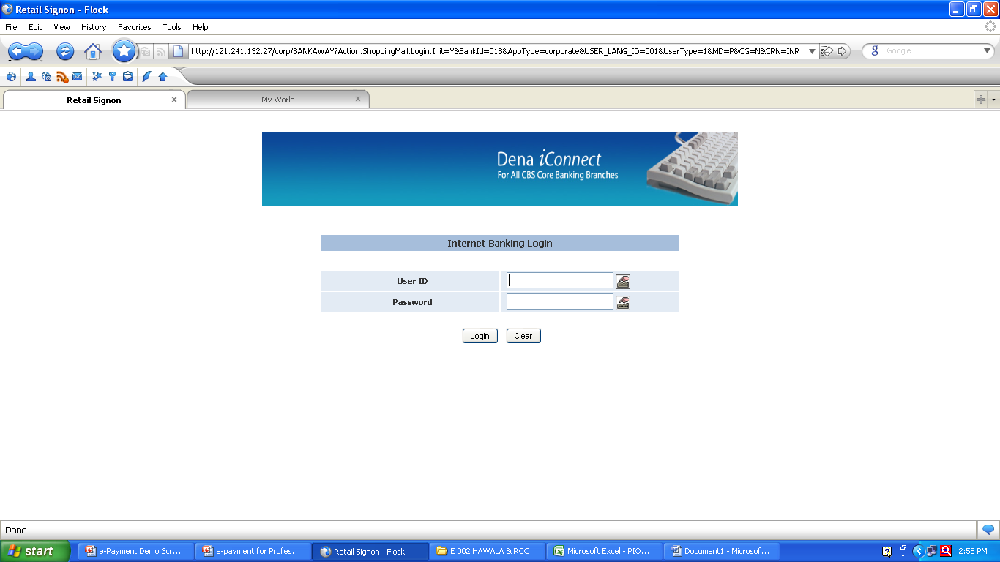 Retail Signon - Flock
File Edit View History Favorites Tools Help
http://121.241.132.27/corp/BANKAWAY?Action.ShoppingMall.Login.Init=Y&BankId=018&AppType=corporate&USER_LANG_ID=001&UserType=1&MD=P&CG=N&CRN=INR
Google
Retail Signon
My World
Dena iConnect
For All CBS Core Banking Branches
Internet Banking Login
User ID
Password
Login Clear
Done
start e-Payment Demo Scr... e-payment for Profes... Retail Signon - Flock E 002 HAWALA & RCC Microsoft Excel - PIO... Document1 - Microsof... 2:55 PM